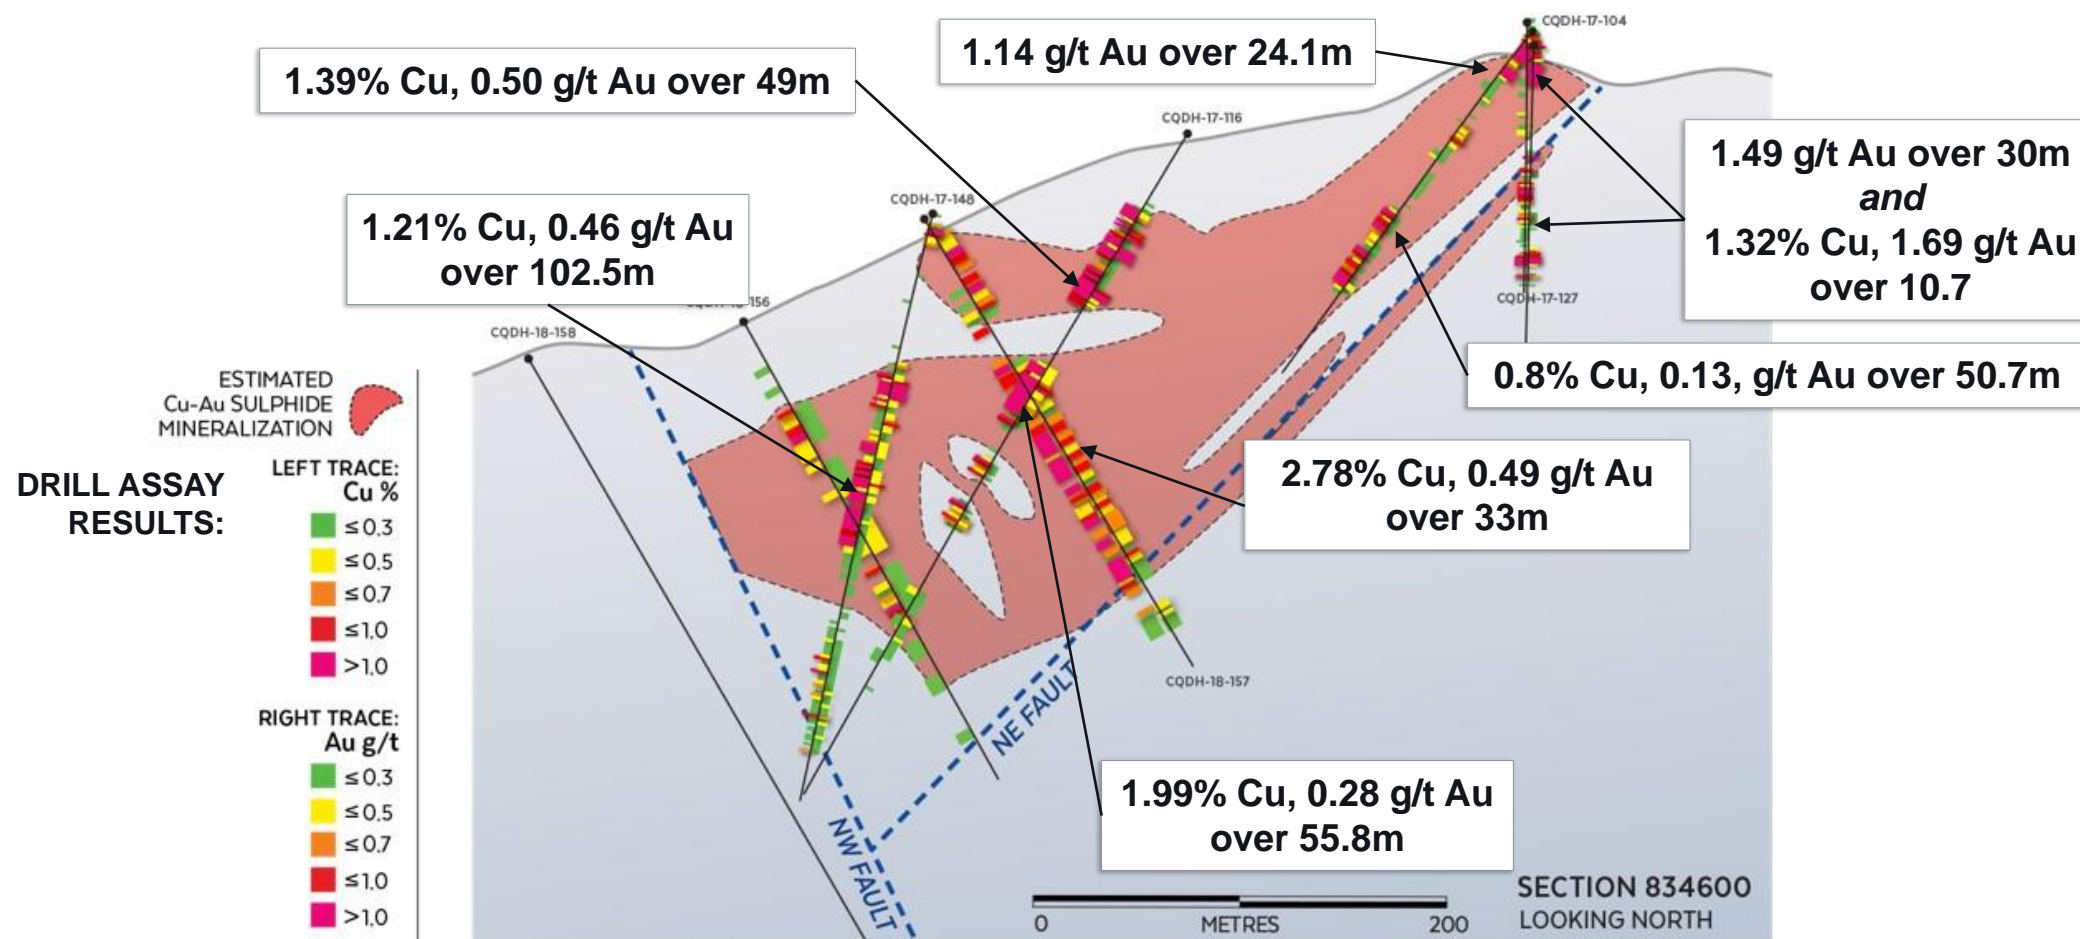 CQDH-17-104
1.14 g/t Au over 24.1m
1.39% Cu, 0.50 g/t Au over 49m
CQDH-17-116
1.49 g/t Au over 30m
and
1.32% Cu, 1.69 g/t Au
over 10.7
CQDH-17-148
1.21% Cu, 0.46 g/t Au
over 102.5m
156
CQDH-17-127
CQDH-18-158
0.8% Cu, 0.13, g/t Au over 50.7m
ESTIMATED
Cu-Au SULPHIDE
MINERALIZATION
DRILL ASSAY
RESULTS:
LEFT TRACE:
Cu %
≤0.3
≤0.5
≤0.7
≤1.0
>1.0
RIGHT TRACE:
Au g/t
≤0.3
≤0.5
≤0.7
≤1.0
>1.0
2.78% Cu, 0.49 g/t Au
over 33m
CQDH-18-157
NE FAULT
NW FAULT
1.99% Cu, 0.28 g/t Au
over 55.8m
0 METRES 200
SECTION 834600
LOOKING NORTH